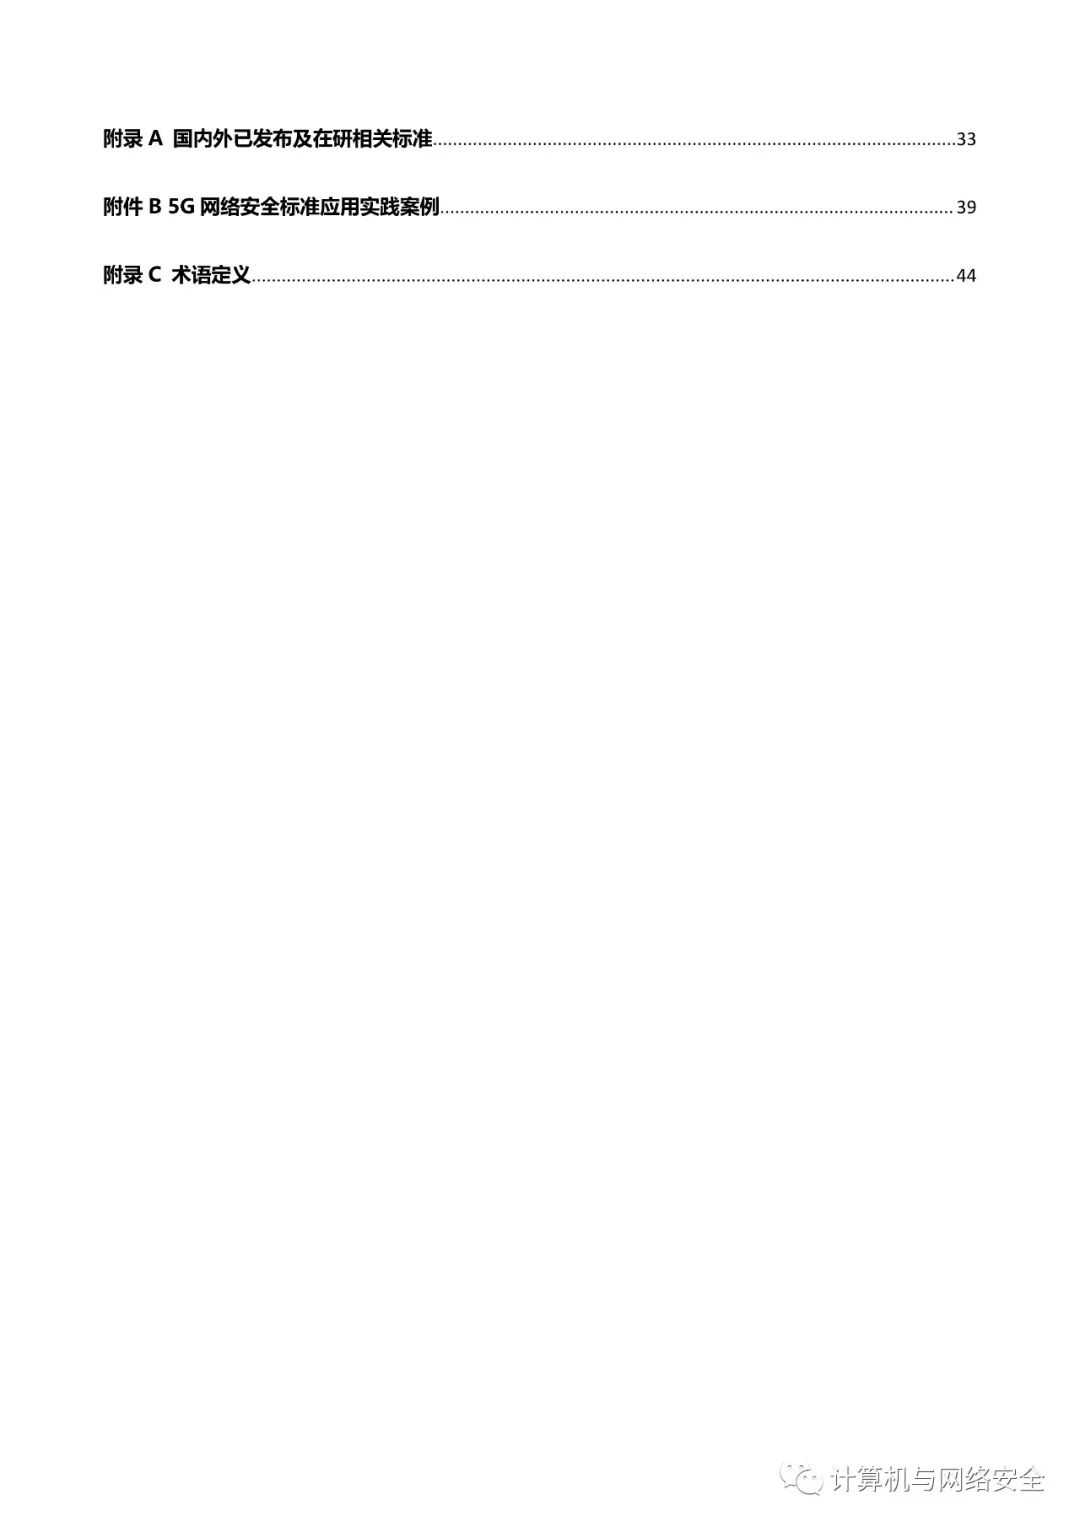 附录 A 国内外已发布及在研相关标准........................................33
附件 B 5G 网络安全标准应用实践案例........................................39
附录 C 术语定义........................................44
计算机与网络安全